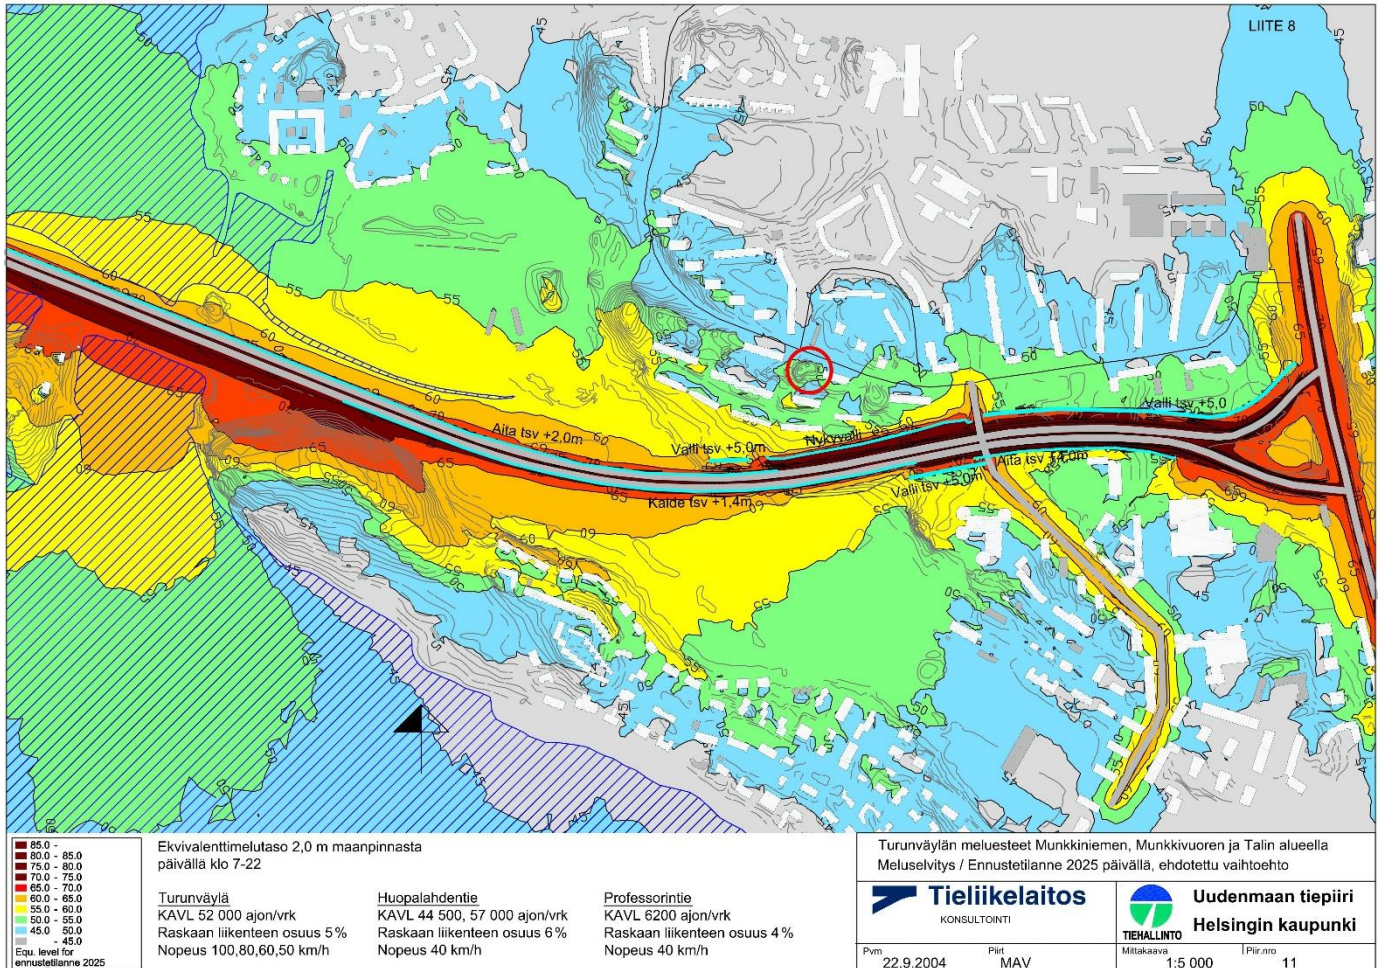 LIITE 8
Aita tsv +2,0m
Valli tsv +5,0m
Nykyvalli
Valli tsv +5,0
Kaide tsv +1,4m
Valli tsv +5,0m
85.0 -
80.0 - 85.0
75.0 - 80.0
70.0 - 75.0
65.0 - 70.0
60.0 - 65.0
55.0 - 60.0
50.0 - 55.0
45.0 50.0
- 45.0
Equ. level for
ennustetilanne 2025
Ekvivalenttimelutaso 2,0 m maanpinnasta
päivällä klo 7-22
Turunväylä
KAVL 52 000 ajon/vrk
Raskaan liikenteen osuus 5 %
Nopeus 100,80,60,50 km/h
Huopalahdentie
KAVL 44 500, 57 000 ajon/vrk
Raskaan liikenteen osuus 6 %
Nopeus 40 km/h
Professorintie
KAVL 6200 ajon/vrk
Raskaan liikenteen osuus 4 %
Nopeus 40 km/h
Turunväylän meluesteet Munkkiniemen, Munkkivuoren ja Talin alueella
Meluselvitys / Ennustetilanne 2025 päivällä, ehdotettu vaihtoehto
Tieliikelaitos
KONSULTOINTI
TIEHALLINTO
Uudenmaan tiepiiri
Helsingin kaupunki
Pvm
22.9.2004
Piirt
MAV
Mittakaava
1:5 000
Piir.nro
11